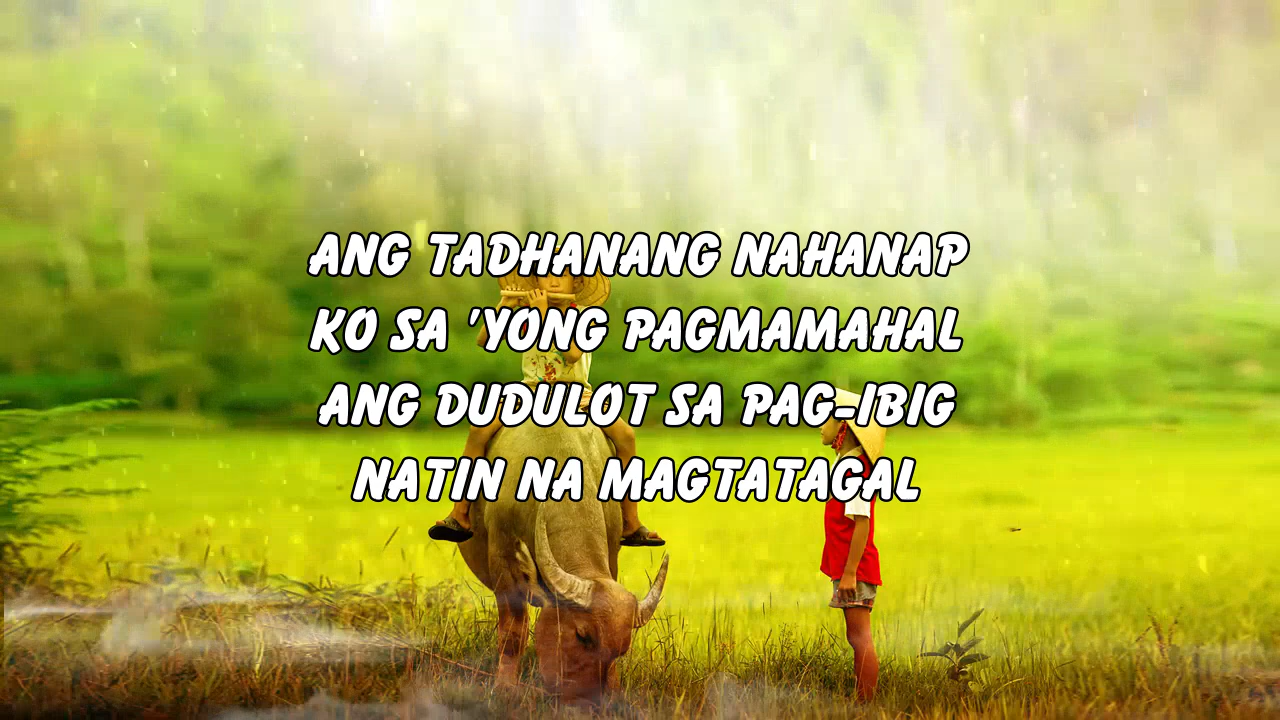 ANG TADHANANG NAHANAP
KO SA 'YONG PAGMAMAHAL
ANG DUDULOT SA PAG-IBIG
NATIN NA MAGTATAGAL